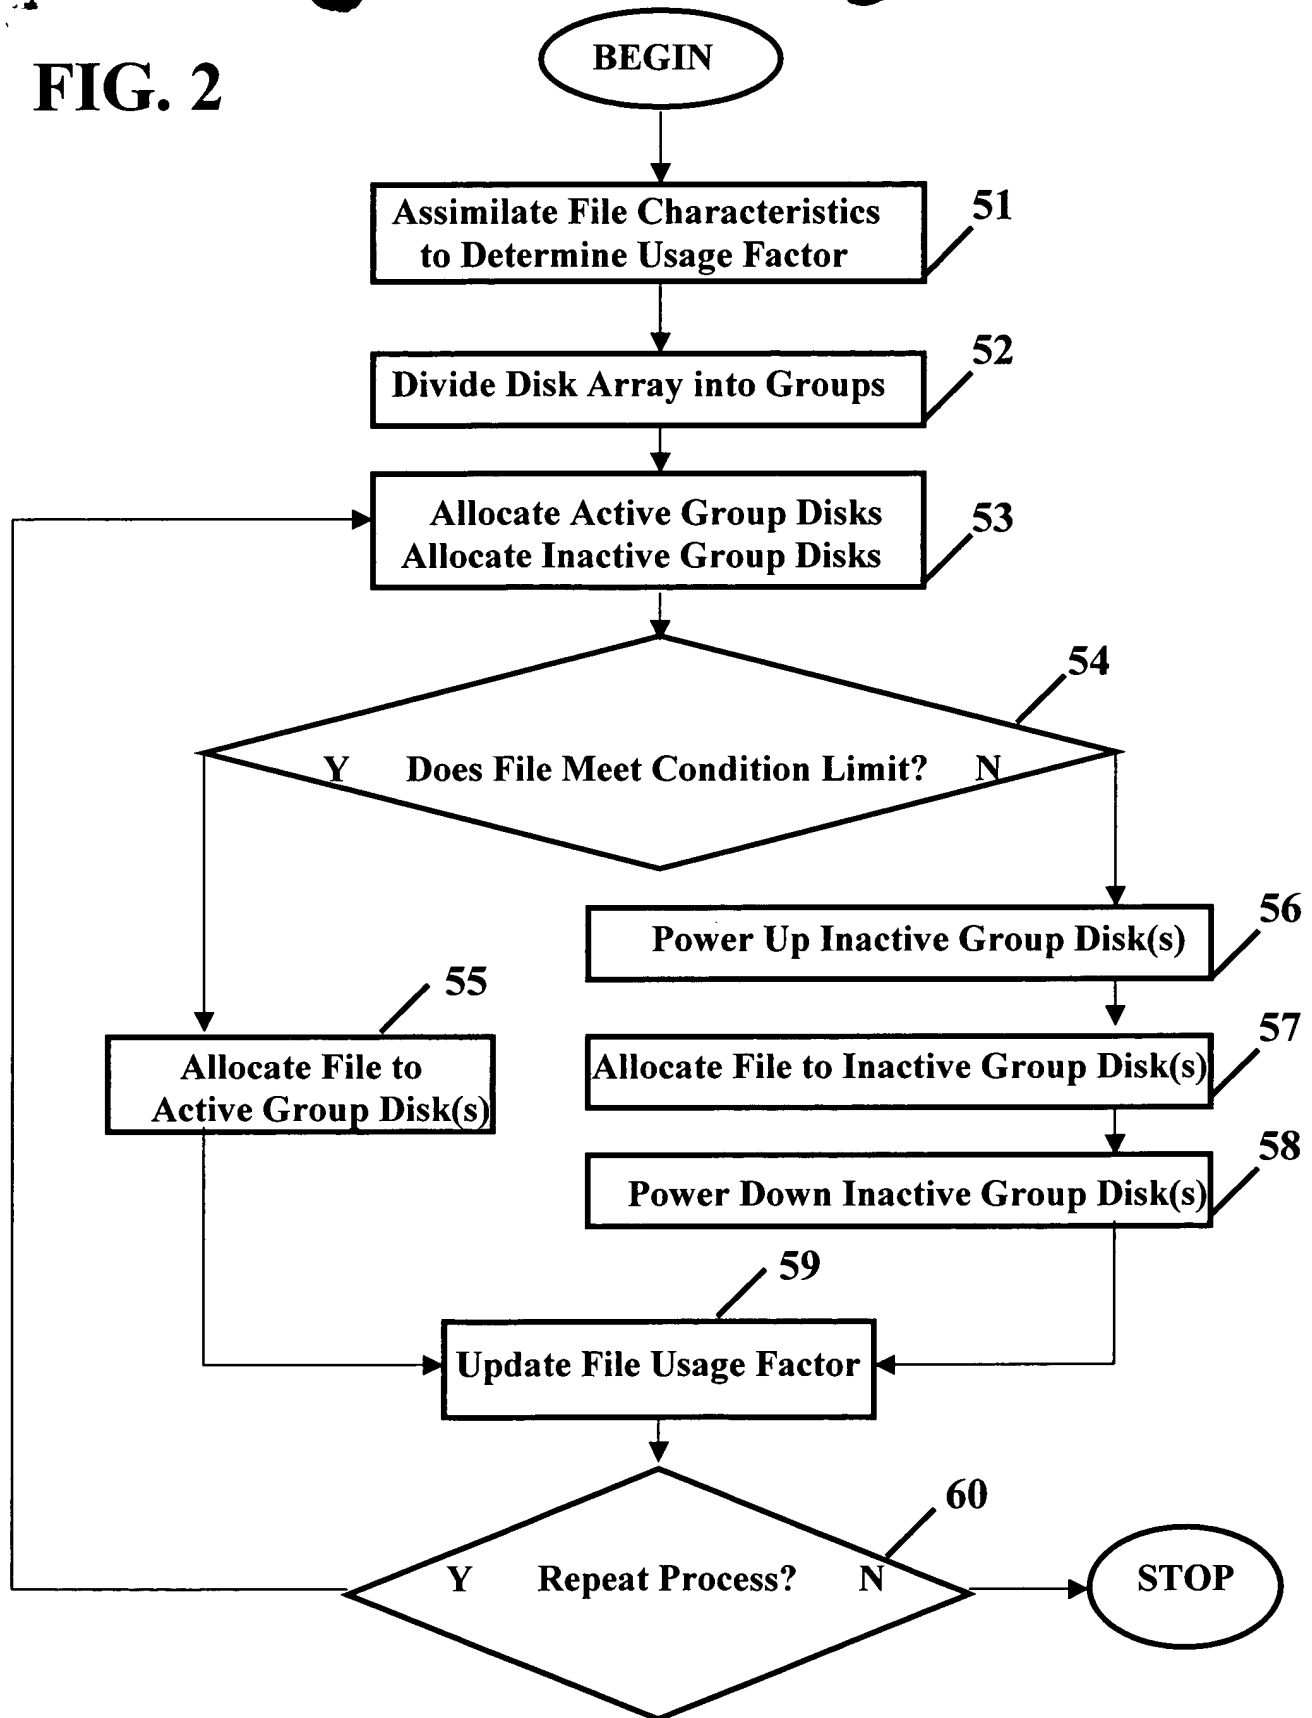 FIG. 2
BEGIN
Assimilate File Characteristics
to Determine Usage Factor
51
Divide Disk Array into Groups
52
Allocate Active Group Disks
Allocate Inactive Group Disks
53
54
Y Does File Meet Condition Limit? N
Power Up Inactive Group Disk(s)
56
55
Allocate File to
Active Group Disk(s)
Allocate File to Inactive Group Disk(s)
57
Power Down Inactive Group Disk(s)
58
59
Update File Usage Factor
60
Y Repeat Process? N
STOP